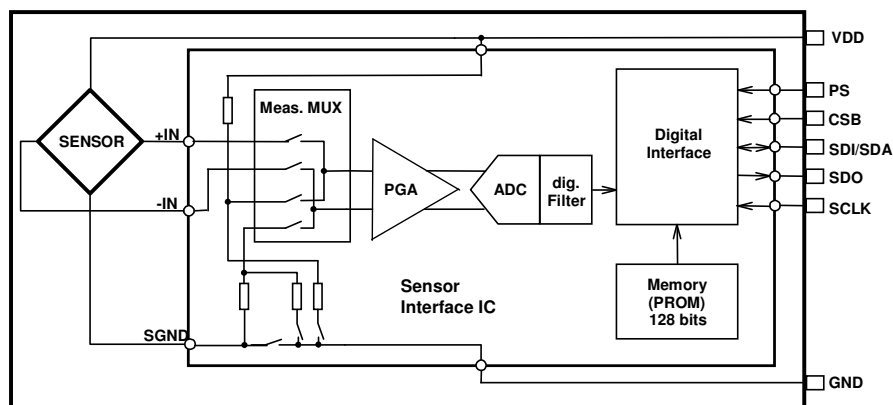 VDD
PS
CSB
SDI/SDA
SDO
SCLK
GND
SENSOR
+IN
-IN
SGND
Meas. MUX
PGA
ADC
dig.
Filter
Digital
Interface
Memory
(PROM)
128 bits
Sensor
Interface IC